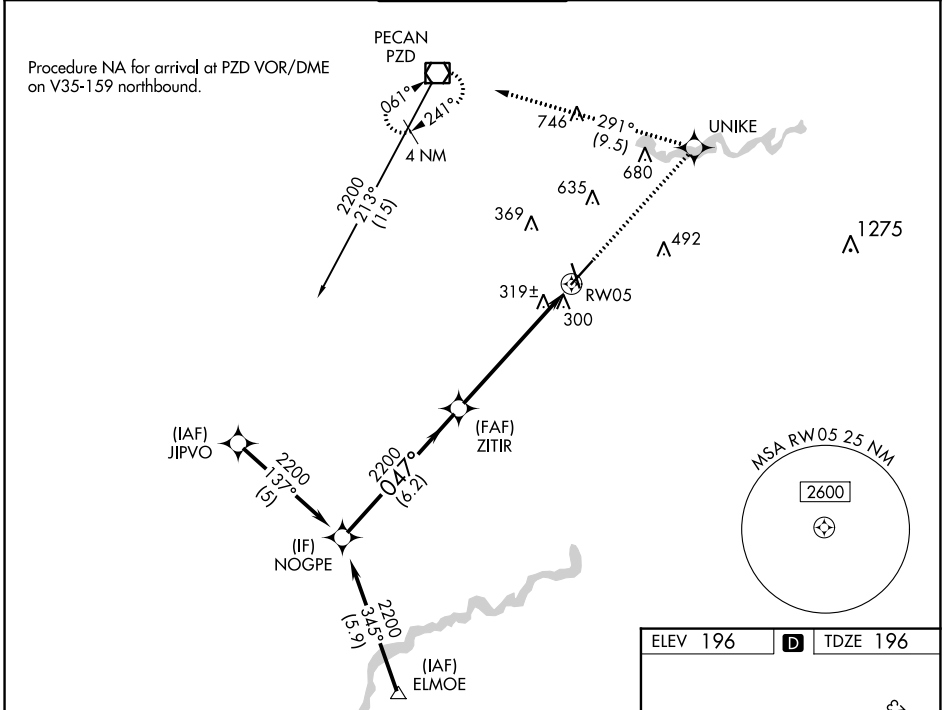 PECAN
PZD
Procedure NA for arrival at PZD VOR/DME
on V35-159 northbound.
061°
241°
4 NM
746
291°
(9.5)
UNIKE
680
2200
213°
(15)
635
369
492
1275
319±
RW05
300
(FAF)
ZITIR
(IAF)
JIPVO
2200
137°
(5)
2200
047°
(6.2)
MSA RW05 25 NM
2600
(IF)
NOGPE
2200
345°
(5.9)
(IAF)
ELMOE
ELEV 196
D
TDZE 196